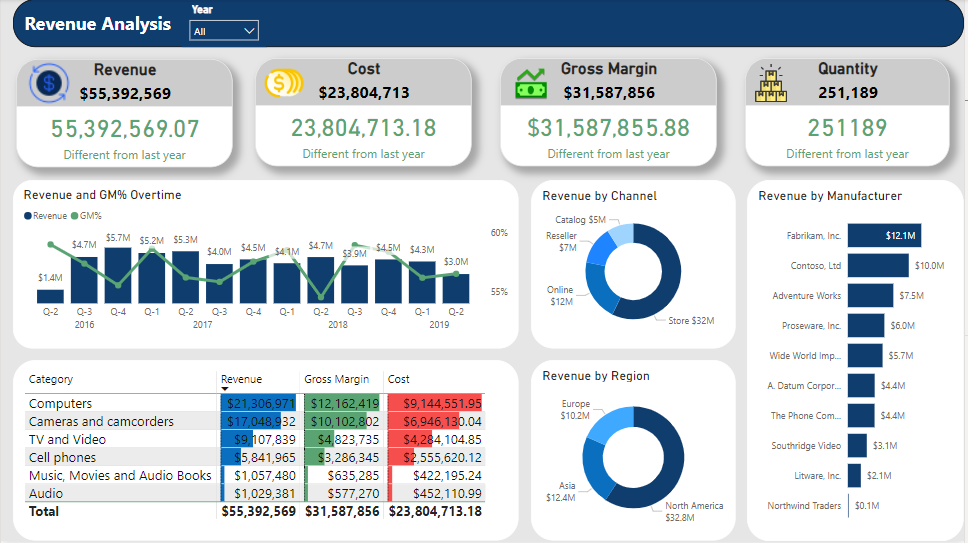 Revenue Analysis
Year
All
Revenue
$55,392,569
55,392,569.07
Different from last year
Cost
$23,804,713
23,804,713.18
Different from last year
Gross Margin
$31,587,856
$31,587,855.88
Different from last year
Quantity
251,189
251189
Different from last year
Revenue and GM% Overtime
Revenue GM%
$1.4M $4.7M $5.7M $5.2M $5.3M $4.0M $4.5M $4.1M $4.7M $3.9M $4.5M $4.3M $3.0M
60%
55%
Q-2 Q-3 Q-4 Q-1 Q-2 Q-3 Q-4 Q-1 Q-2 Q-3 Q-4 Q-1 Q-2
2016 2017 2018 2019
Revenue by Channel
Catalog $5M
Reseller
$7M
Online
$12M
Store $32M
Revenue by Manufacturer
Fabrikam, Inc. $12.1M
Contoso, Ltd $10.0M
Adventure Works $7.5M
Proseware, Inc. $6.0M
Wide World Imp... $5.7M
A. Datum Corpor... $4.4M
The Phone Com... $4.4M
Southridge Video $3.1M
Litware, Inc. $2.1M
Northwind Traders $0.1M
Category Revenue Gross Margin Cost
Computers $21,306,971 $12,162,419 $9,144,551.95
Cameras and camcorders $17,048,932 $10,102,802 $6,946,130.04
TV and Video $9,107,839 $4,823,735 $4,284,104.85
Cell phones $5,841,965 $3,286,345 $2,555,620.12
Music, Movies and Audio Books $1,057,480 $635,285 $422,195.24
Audio $1,029,381 $577,270 $452,110.99
Total $55,392,569 $31,587,856 $23,804,713.18
Revenue by Region
Europe
$10.2M
Asia
$12.4M
North America
$32.8M